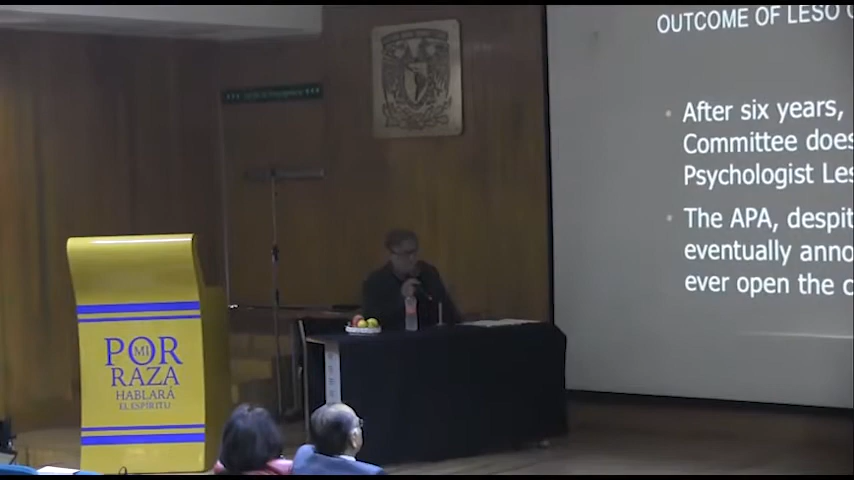 OUTCOME OF LESO
After six years,
Committee does
Psychologist Les
The APA, despit
eventually anno
ever open the c
POR
MI
RAZA
HABLARÁ
EL ESPÍRITU